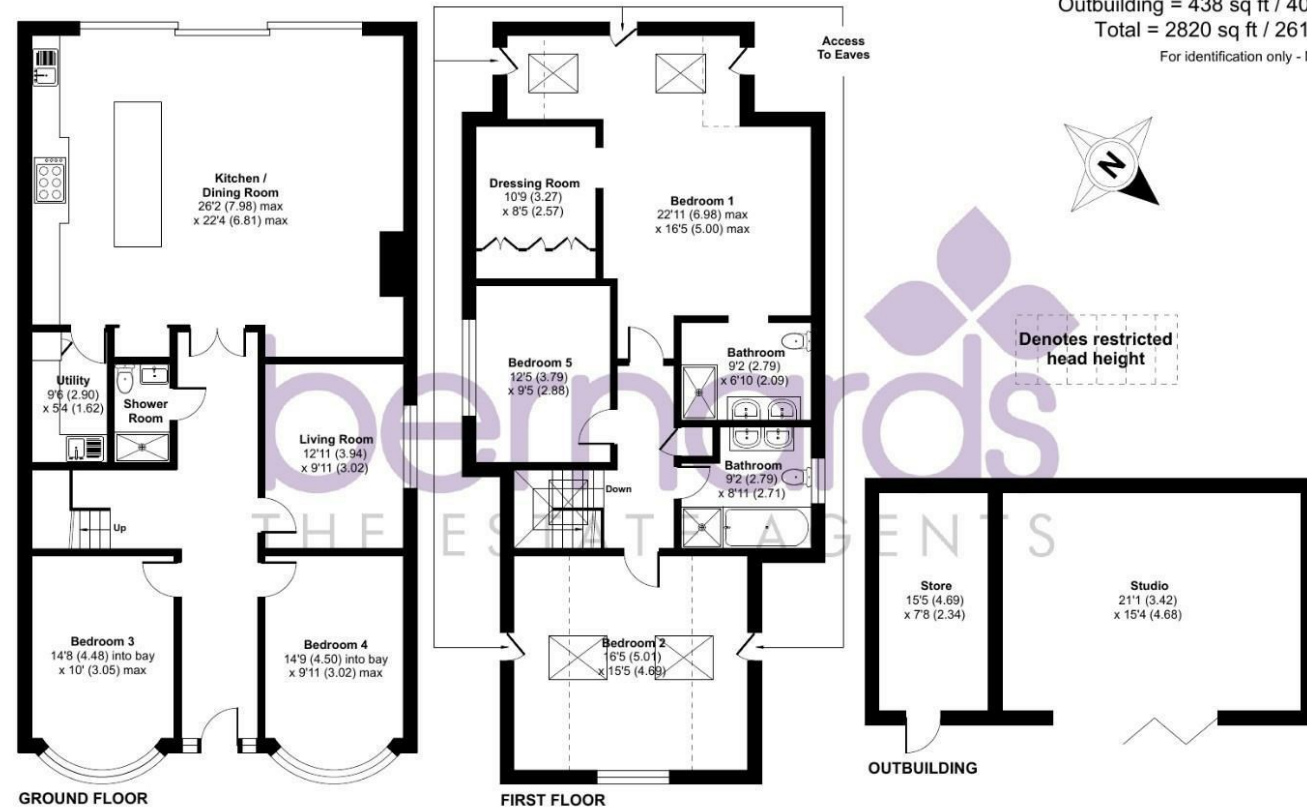 Outbuilding = 438 sq ft / 40
Total = 2820 sq ft / 261
For identification only -
Access
To Eaves
N
Kitchen /
Dining Room
26'2 (7.98) max
x 22'4 (6.81) max
Dressing Room
10'9 (3.27)
x 8'5 (2.57)
Bedroom 1
22'11 (6.98) max
x 16'5 (5.00) max
Denotes restricted
head height
Utility
9'6 (2.90)
x 5'4 (1.62)
Shower
Room
Living Room
12'11 (3.94)
x 9'11 (3.02)
Bedroom 5
12'5 (3.79)
x 9'5 (2.88)
Bathroom
9'2 (2.79)
x 6'10 (2.09)
Bathroom
9'2 (2.79)
x 8'11 (2.71)
Up
Down
bernards
THE ESTATE AGENTS
Bedroom 3
14'8 (4.48) into bay
x 10' (3.05) max
Bedroom 4
14'9 (4.50) into bay
x 9'11 (3.02) max
Bedroom 2
16'5 (5.01)
x 15'5 (4.69)
Store
15'5 (4.69)
x 7'8 (2.34)
Studio
21'1 (3.42)
x 15'4 (4.68)
GROUND FLOOR
FIRST FLOOR
OUTBUILDING